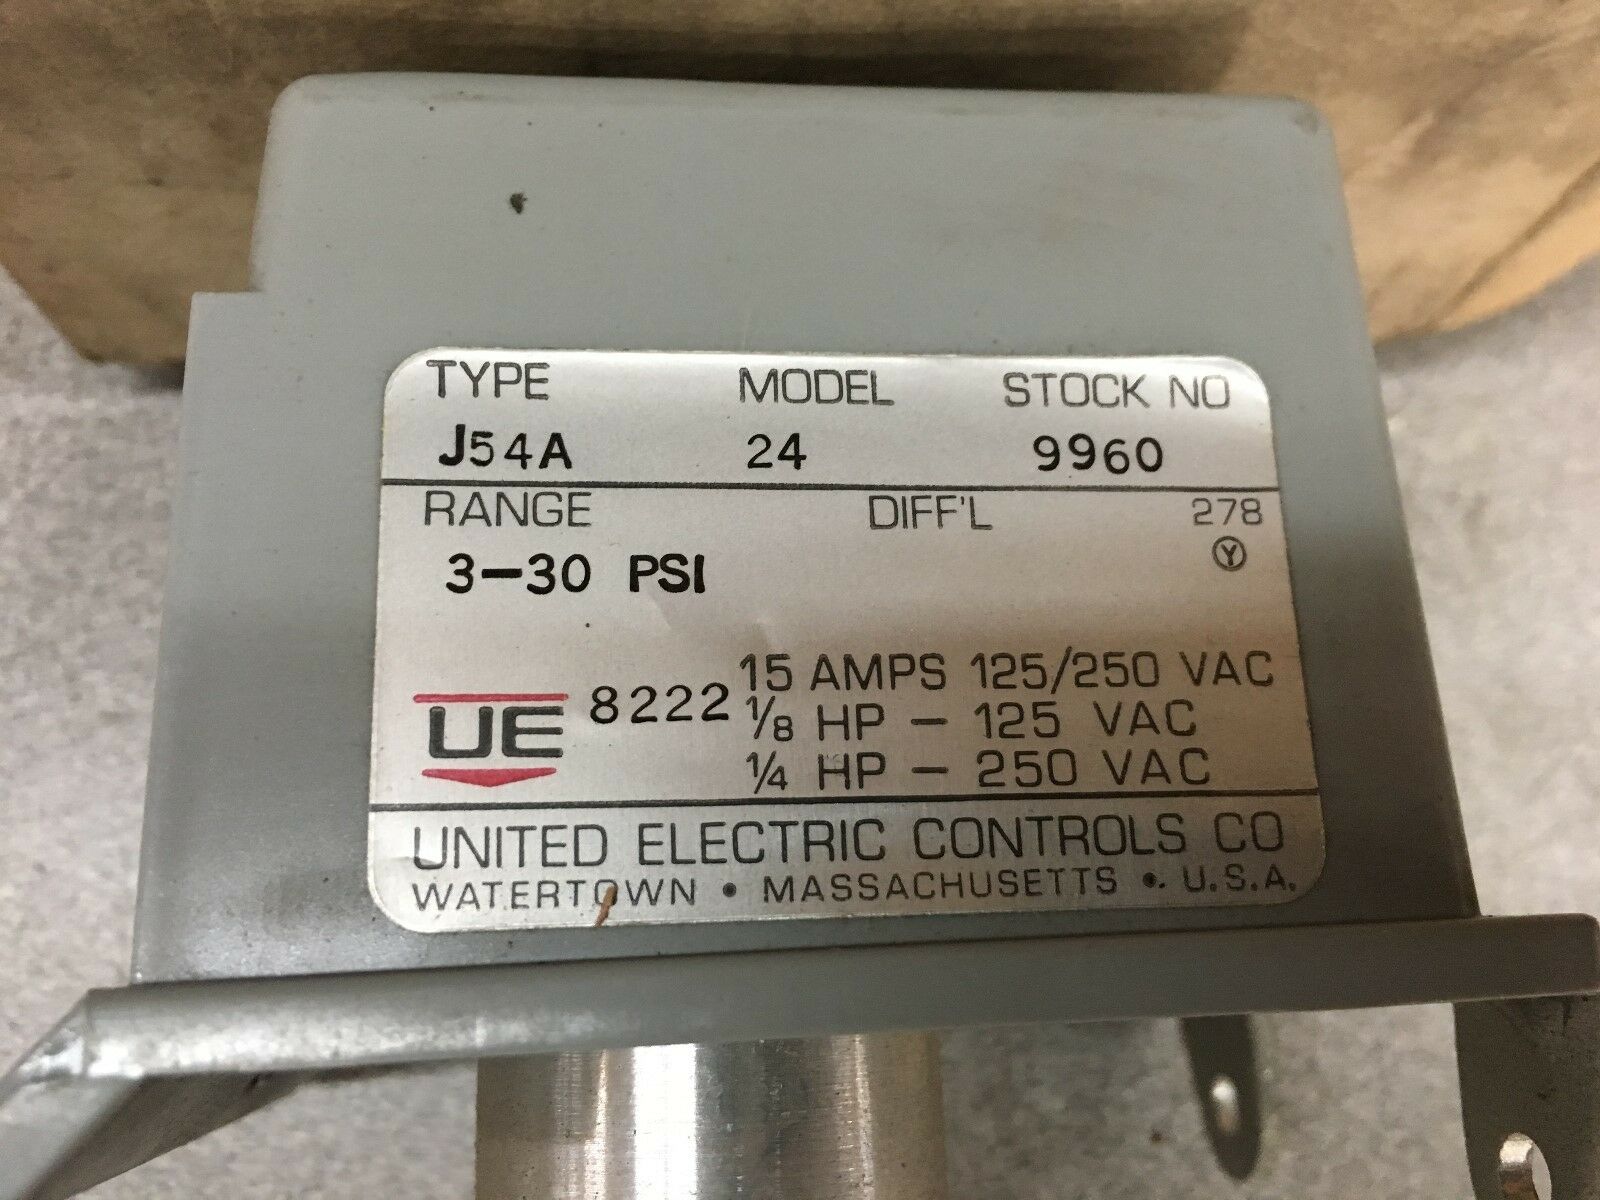 TYPE MODEL STOCK NO
J54A 24 9960
RANGE DIFF'L 278
Y
3-30 PSI
15 AMPS 125/250 VAC
UE 8222 1/8 HP - 125 VAC
1/4 HP - 250 VAC
UNITED ELECTRIC CONTROLS CO
WATERTOWN • MASSACHUSETTS • U.S.A.